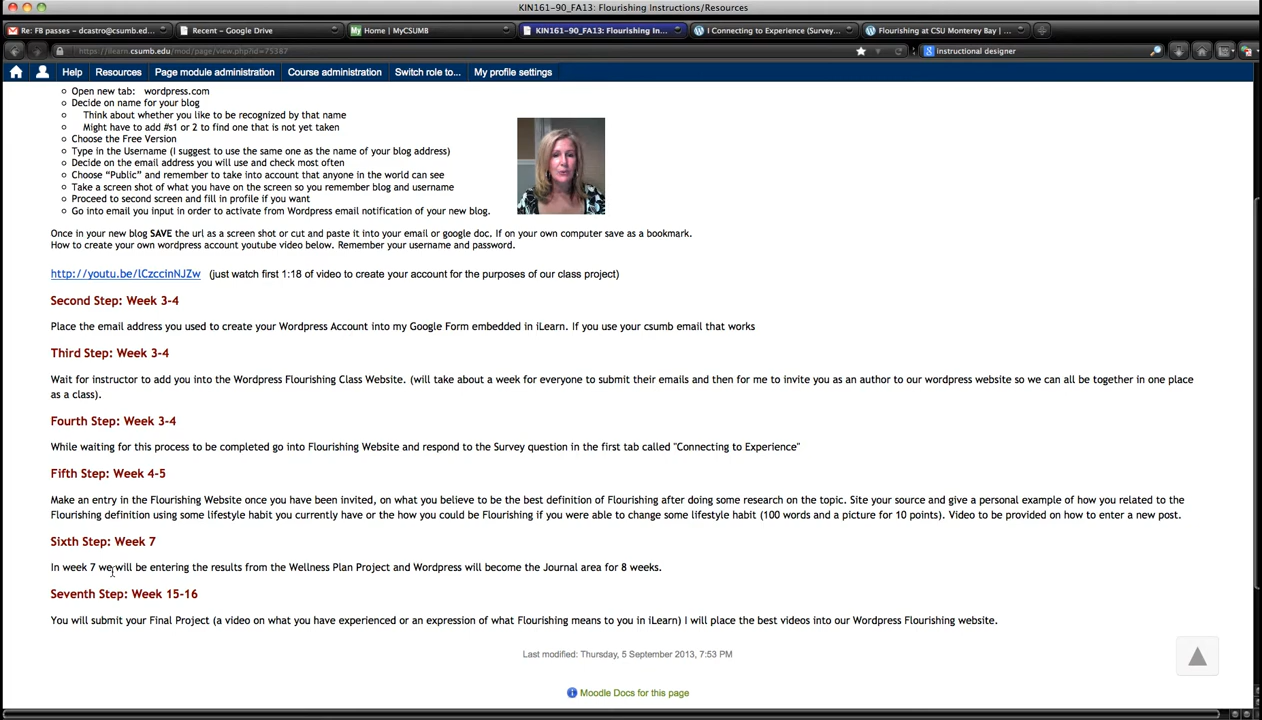 KIN161-90_FA13: Flourishing Instructions/Resources
Re: FB passes – dcastro@csumb.ed...
Recent – Google Drive
Home | MyCSUMB
KIN161-90_FA13: Flourishing In...
I Connecting to Experience (Survey...
Flourishing at CSU Monterey Bay | ...
https://ilearn.csumb.edu/mod/page/view.php?id=75387
instructional designer
Help Resources Page module administration Course administration Switch role to... My profile settings
Open new tab: wordpress.com
Decide on name for your blog
Think about whether you like to be recognized by that name
Might have to add #s1 or 2 to find one that is not yet taken
Choose the Free Version
Type in the Username (I suggest to use the same one as the name of your blog address)
Decide on the email address you will use and check most often
Choose "Public" and remember to take into account that anyone in the world can see
Take a screen shot of what you have on the screen so you remember blog and username
Proceed to second screen and fill in profile if you want
Go into email you input in order to activate from Wordpress email notification of your new blog.
Once in your new blog SAVE the url as a screen shot or cut and paste it into your email or google doc. If on your own computer save as a bookmark.
How to create your own wordpress account youtube video below. Remember your username and password.
http://youtu.be/lCzccinNJZw (just watch first 1:18 of video to create your account for the purposes of our class project)
Second Step: Week 3-4
Place the email address you used to create your Wordpress Account into my Google Form embedded in iLearn. If you use your csumb email that works
Third Step: Week 3-4
Wait for instructor to add you into the Wordpress Flourishing Class Website. (will take about a week for everyone to submit their emails and then for me to invite you as an author to our wordpress website so we can all be together in one place
as a class).
Fourth Step: Week 3-4
While waiting for this process to be completed go into Flourishing Website and respond to the Survey question in the first tab called "Connecting to Experience"
Fifth Step: Week 4-5
Make an entry in the Flourishing Website once you have been invited, on what you believe to be the best definition of Flourishing after doing some research on the topic. Site your source and give a personal example of how you related to the
Flourishing definition using some lifestyle habit you currently have or the how you could be Flourishing if you were able to change some lifestyle habit (100 words and a picture for 10 points). Video to be provided on how to enter a new post.
Sixth Step: Week 7
In week 7 we will be entering the results from the Wellness Plan Project and Wordpress will become the Journal area for 8 weeks.
Seventh Step: Week 15-16
You will submit your Final Project (a video on what you have experienced or an expression of what Flourishing means to you in iLearn) I will place the best videos into our Wordpress Flourishing website.
Last modified: Thursday, 5 September 2013, 7:53 PM
Moodle Docs for this page